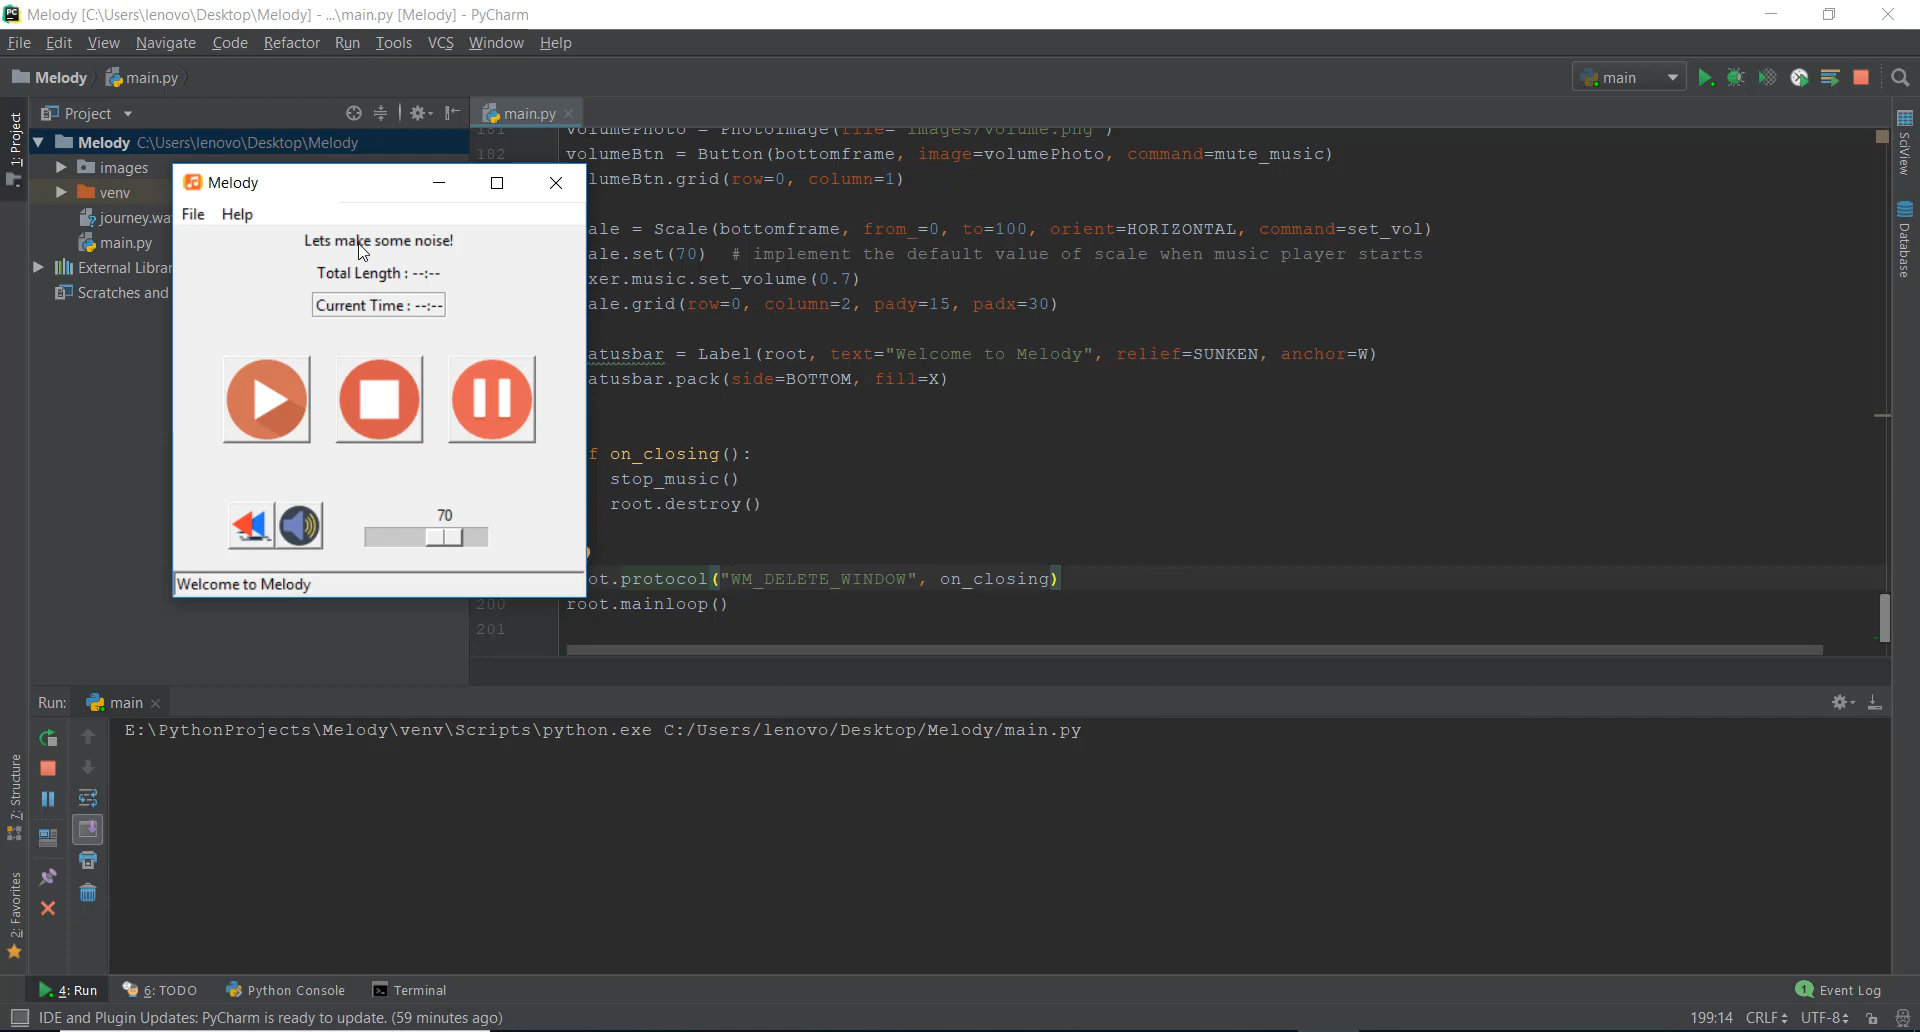 Melody [C:\Users\lenovo\Desktop\Melody] - ...\main.py [Melody] - PyCharm
File Edit View Navigate Code Refactor Run Tools VCS Window Help
Melody main.py
main
Project
main.py
1: Project
Melody C:\Users\lenovo\Desktop\Melody
images
venv
journey.wa
main.py
External Librar
Scratches and
SciView
Database
181 volumePhoto = PhotoImage(file='images/volume.png')
182 volumeBtn = Button(bottomframe, image=volumePhoto, command=mute_music)
lumeBtn.grid(row=0, column=1)
ale = Scale(bottomframe, from_=0, to=100, orient=HORIZONTAL, command=set_vol)
ale.set(70) # implement the default value of scale when music player starts
xer.music.set_volume(0.7)
ale.grid(row=0, column=2, pady=15, padx=30)
atusbar = Label(root, text="Welcome to Melody", relief=SUNKEN, anchor=W)
atusbar.pack(side=BOTTOM, fill=X)
f on_closing():
stop_music()
root.destroy()
ot.protocol("WM_DELETE_WINDOW", on_closing)
200 root.mainloop()
201
Melody
File Help
Lets make some noise!
Total Length : --:--
Current Time : --:--
70
Welcome to Melody
Run: main
E:\PythonProjects\Melody\venv\Scripts\python.exe C:/Users/lenovo/Desktop/Melody/main.py
7: Structure
2: Favorites
4: Run 6: TODO Python Console Terminal 1 Event Log
IDE and Plugin Updates: PyCharm is ready to update. (59 minutes ago) 199:14 CRLF UTF-8